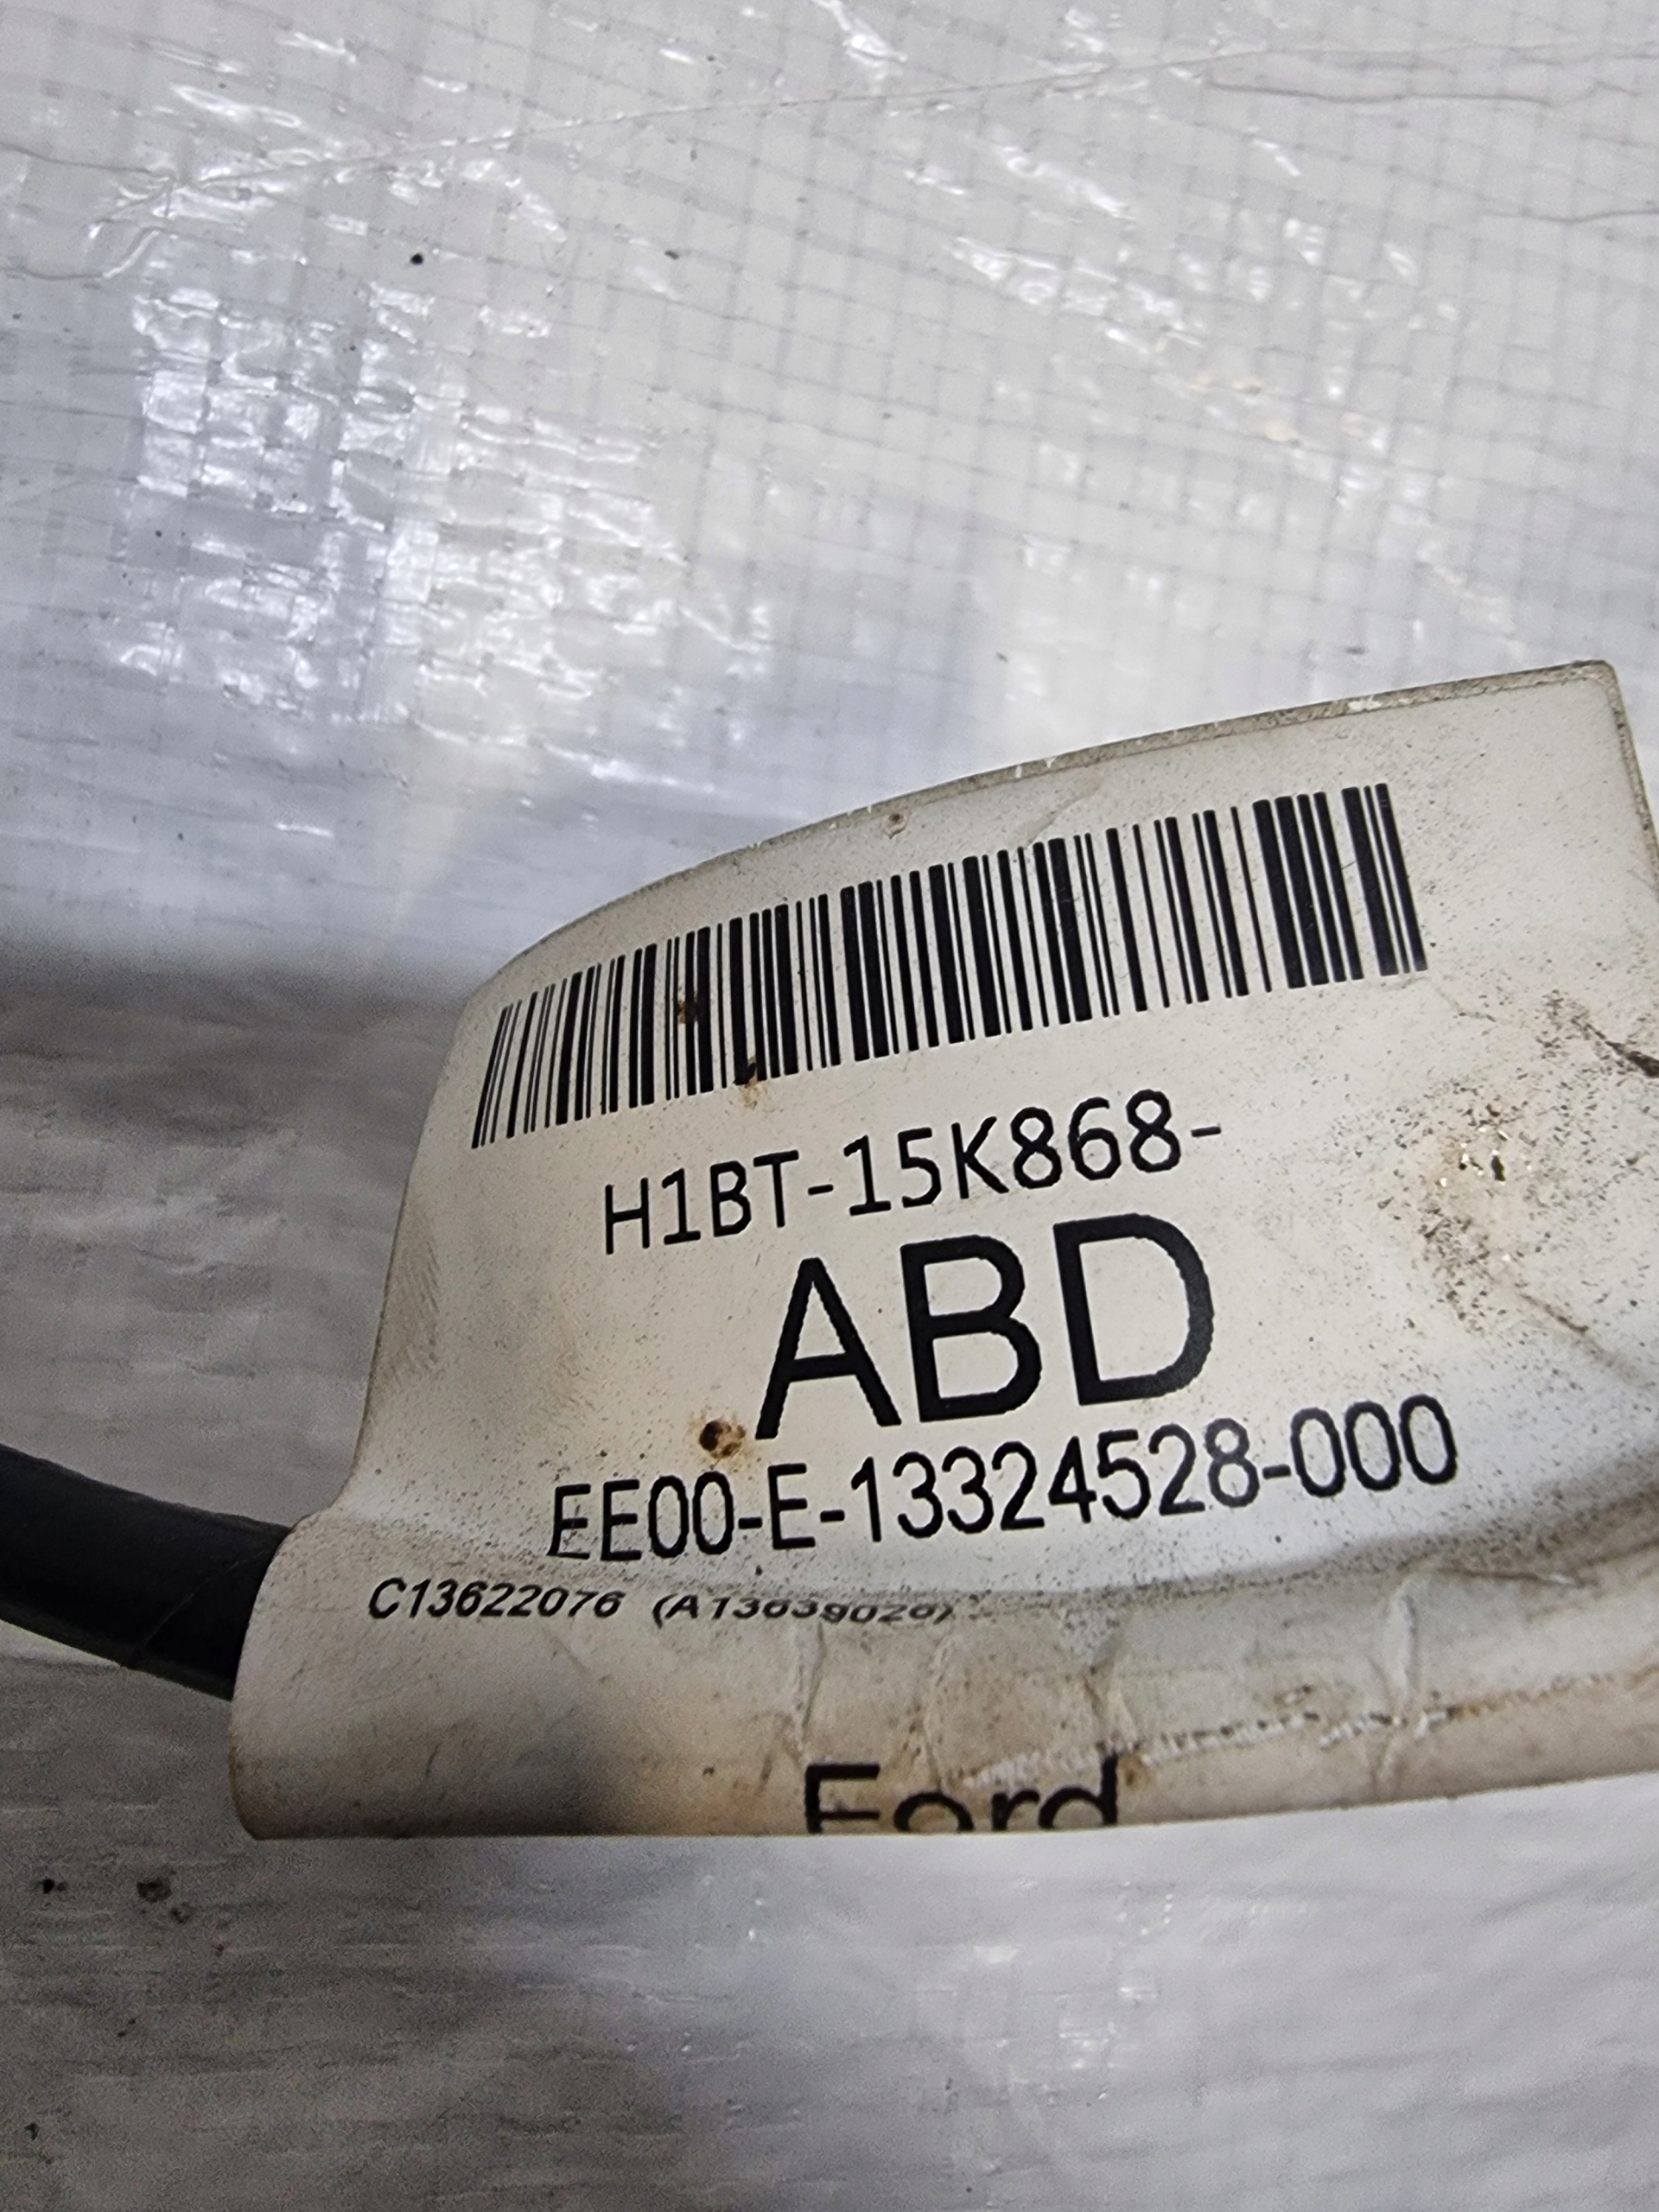 H1BT-15K868-
ABD
EE00-E-13324528-000
C13622076
Ford